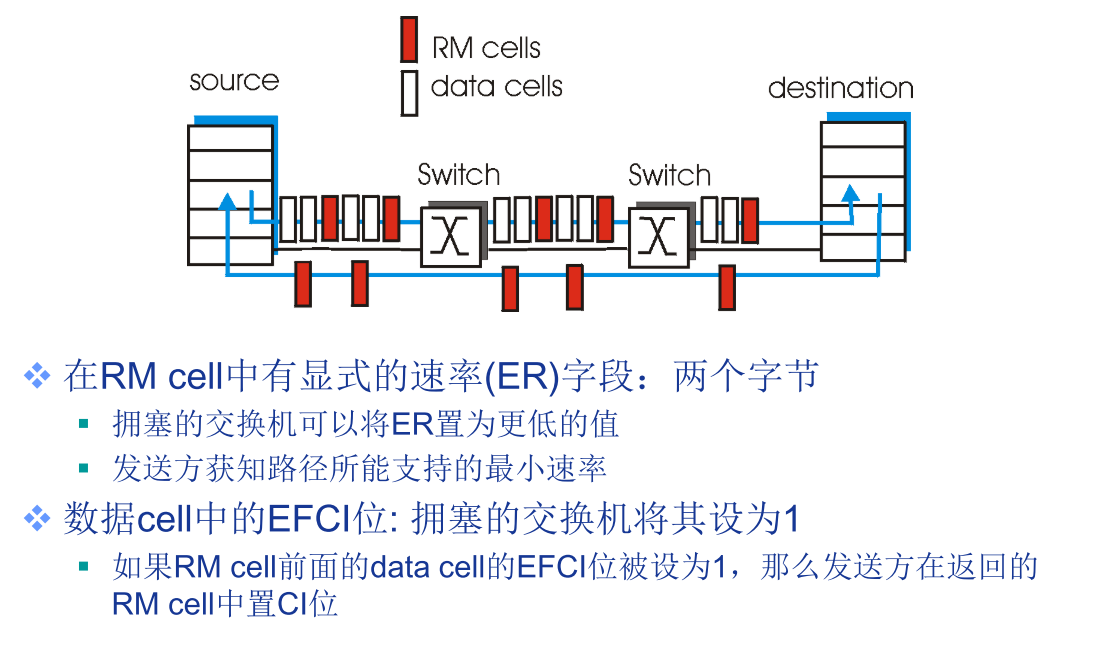 RM cells
source
data cells
destination
Switch
Switch
在RM cell中有显式的速率(ER)字段：两个字节
拥塞的交换机可以将ER置为更低的值
发送方获知路径所能支持的最小速率
数据cell中的EFCI位: 拥塞的交换机将其设为1
如果RM cell前面的data cell的EFCI位被设为1，那么发送方在返回的
RM cell中置CI位